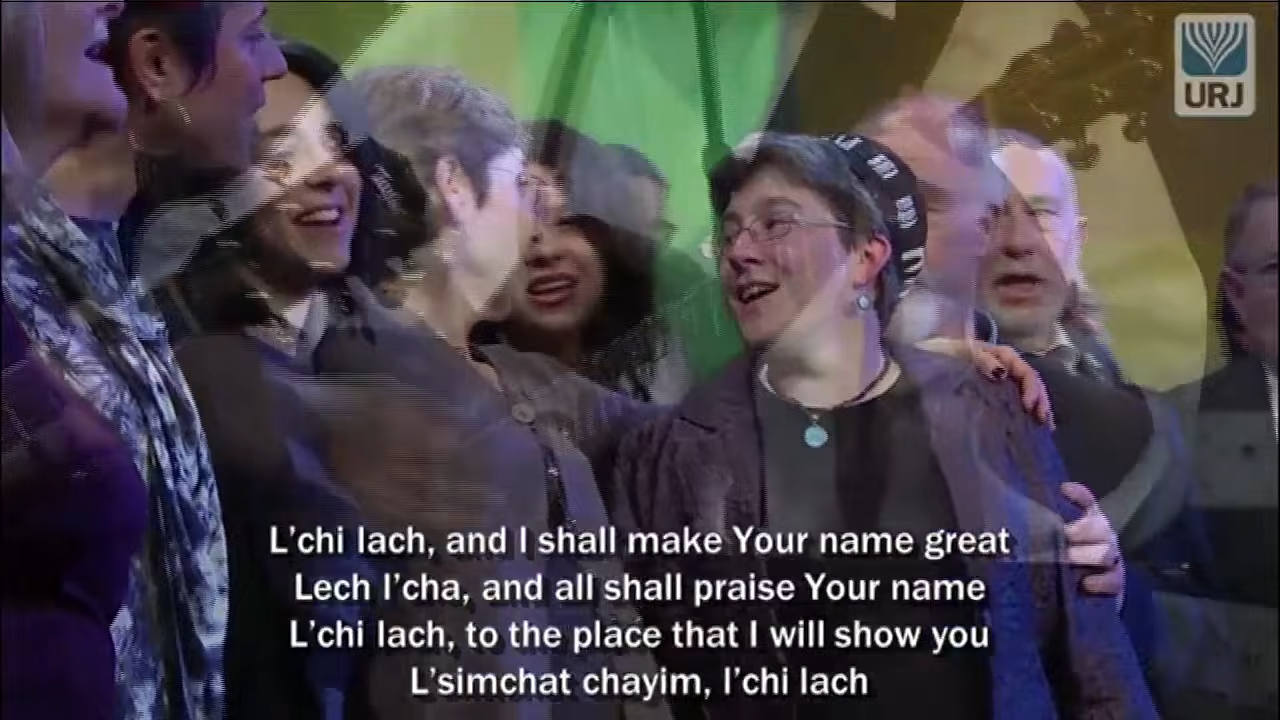 URJ
L'chi lach, and I shall make Your name great
Lech l'cha, and all shall praise Your name
L'chi lach, to the place that I will show you
L'simchat chayim, l'chi lach